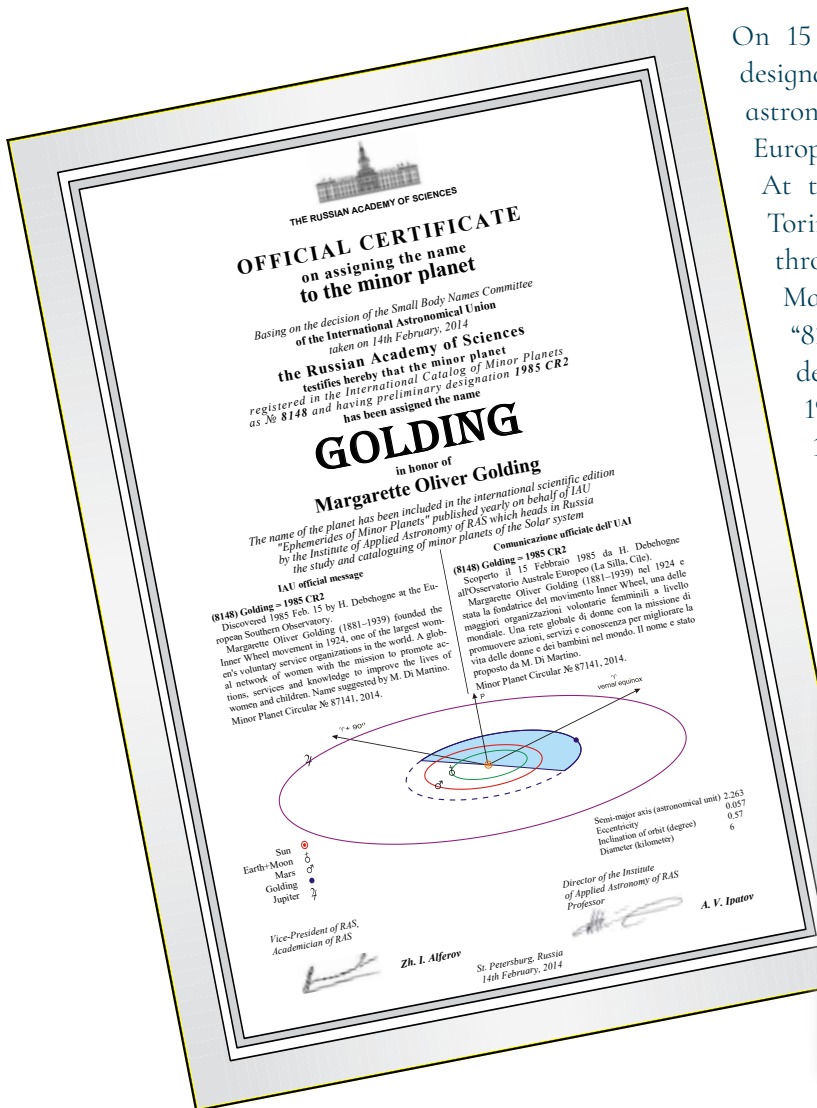 THE RUSSIAN ACADEMY OF SCIENCES
OFFICIAL CERTIFICATE
on assigning the name
to the minor planet
Basing on the decision of the Small Body Names Committee
of the International Astronomical Union
taken on 14th February, 2014
the Russian Academy of Sciences
testifies hereby that the minor planet
registered in the International Catalog of Minor Planets
as № 8148 and having preliminary designation 1985 CR2
has been assigned the name
GOLDING
in honor of
Margarette Oliver Golding
The name of the planet has been included in the international scientific edition
"Ephemerides of Minor Planets" published yearly on behalf of IAU
by the Institute of Applied Astronomy of RAS which heads in Russia
the study and cataloguing of minor planets of the Solar system
IAU official message
(8148) Golding = 1985 CR2
Discovered 1985 Feb. 15 by H. Debehogne at the Eu-
ropean Southern Observatory.
Margarette Oliver Golding (1881–1939) founded the
Inner Wheel movement in 1924, one of the largest wom-
en's voluntary service organizations in the world. A glob-
al network of women with the mission to promote ac-
tions, services and knowledge to improve the lives of
women and children. Name suggested by M. Di Martino.
Minor Planet Circular № 87141, 2014.
Comunicazione ufficiale dell'UAI
(8148) Golding = 1985 CR2
Scoperto il 15 Febbraio 1985 da H. Debehogne
all'Osservatorio Australe Europeo (La Silla, Cile).
Margarette Oliver Golding (1881–1939) nel 1924 e
stata la fondatrice del movimento Inner Wheel, una delle
maggiori organizzazioni volontarie femminili a livello
mondiale. Una rete globale di donne con la missione di
promuovere azioni, servizi e conoscenza per migliorare la
vita delle donne e dei bambini nel mondo. Il nome e stato
proposto da M. Di Martino.
Minor Planet Circular № 87141, 2014.
P
♈
vernal equinox
♈ + 90º
♃
♁
♂
Semi-major axis (astronomical unit) 2.263
Eccentricity 0.057
Inclination of orbit (degree) 0.57
Diameter (kilometer) 6
Sun
Earth+Moon ♁
Mars ♂
Golding
Jupiter ♃
Vice-President of RAS,
Academician of RAS
Zh. I. Alferov
Director of the Institute
of Applied Astronomy of RAS
Professor
A. V. Ipatov
St. Petersburg, Russia
14th February, 2014
On 15
designa
astron
Europ
At t
Torin
thro
Ma
"8
de
19